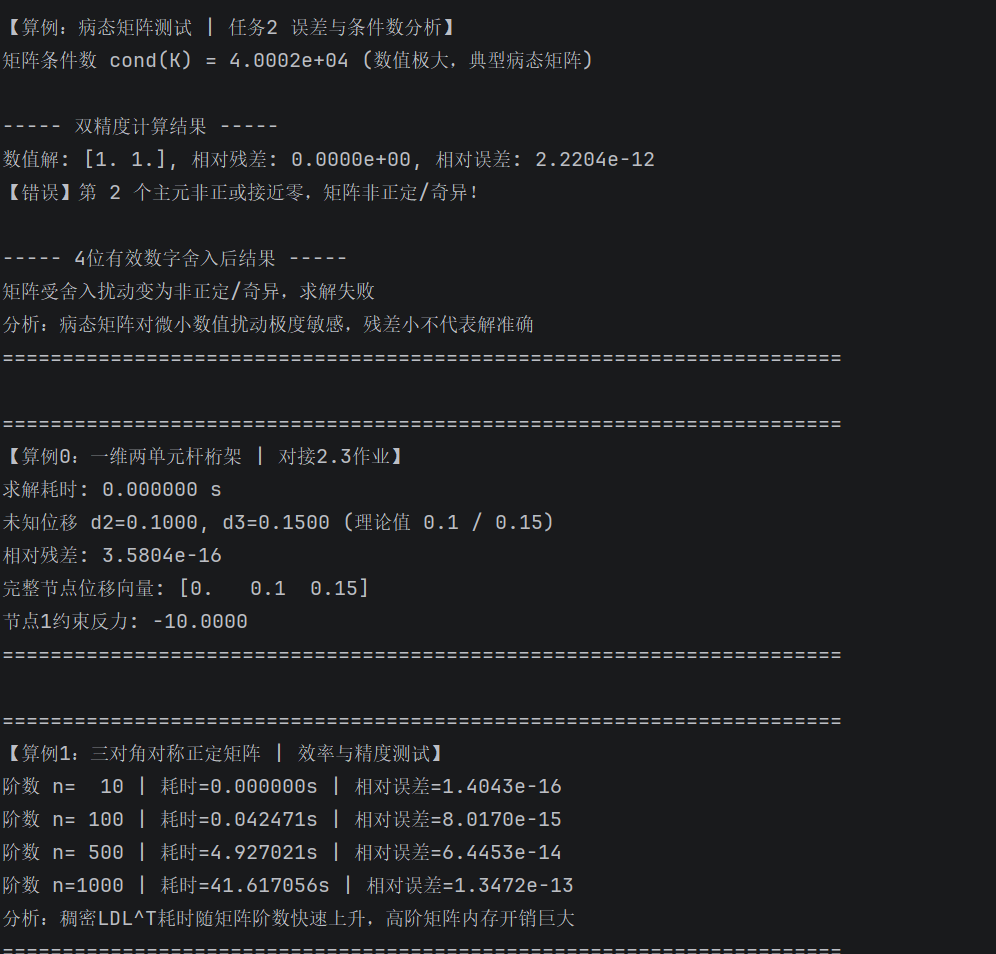 【算例：病态矩阵测试 | 任务2 误差与条件数分析】
矩阵条件数 cond(K) = 4.0002e+04 (数值极大，典型病态矩阵)
----- 双精度计算结果 -----
数值解: [1. 1.], 相对残差: 0.0000e+00, 相对误差: 2.2204e-12
【错误】第 2 个主元非正或接近零，矩阵非正定/奇异！
----- 4位有效数字舍入后结果 -----
矩阵受舍入扰动变为非正定/奇异，求解失败
分析：病态矩阵对微小数值扰动极度敏感，残差小不代表解准确
======================================================================
======================================================================
【算例0：一维两单元杆桁架 | 对接2.3作业】
求解耗时: 0.000000 s
未知位移 d2=0.1000, d3=0.1500 (理论值 0.1 / 0.15)
相对残差: 3.5804e-16
完整节点位移向量: [0.   0.1  0.15]
节点1约束反力: -10.0000
======================================================================
======================================================================
【算例1：三对角对称正定矩阵 | 效率与精度测试】
阶数 n=  10 | 耗时=0.000000s | 相对误差=1.4043e-16
阶数 n= 100 | 耗时=0.042471s | 相对误差=8.0170e-15
阶数 n= 500 | 耗时=4.927021s | 相对误差=6.4453e-14
阶数 n=1000 | 耗时=41.617056s | 相对误差=1.3472e-13
分析：稠密LDL^T耗时随矩阵阶数快速上升，高阶矩阵内存开销巨大
======================================================================